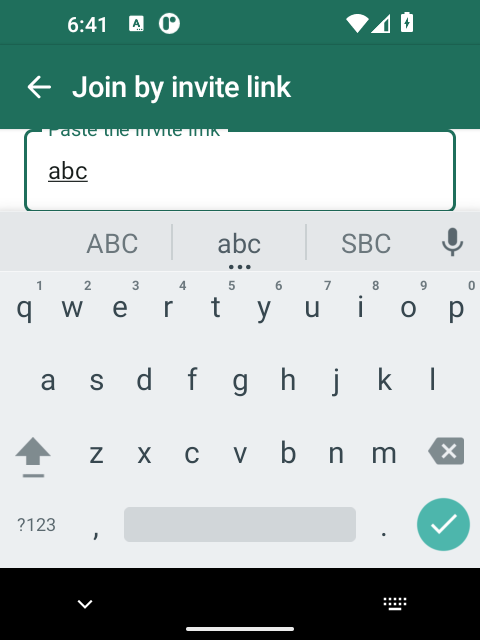 6:41
Join by invite link
Paste the invite link
abc
ABC abc SBC
1 2 3 4 5 6 7 8 9 0
q w e r t y u i o p
a s d f g h j k l
z x c v b n m
?123 , .